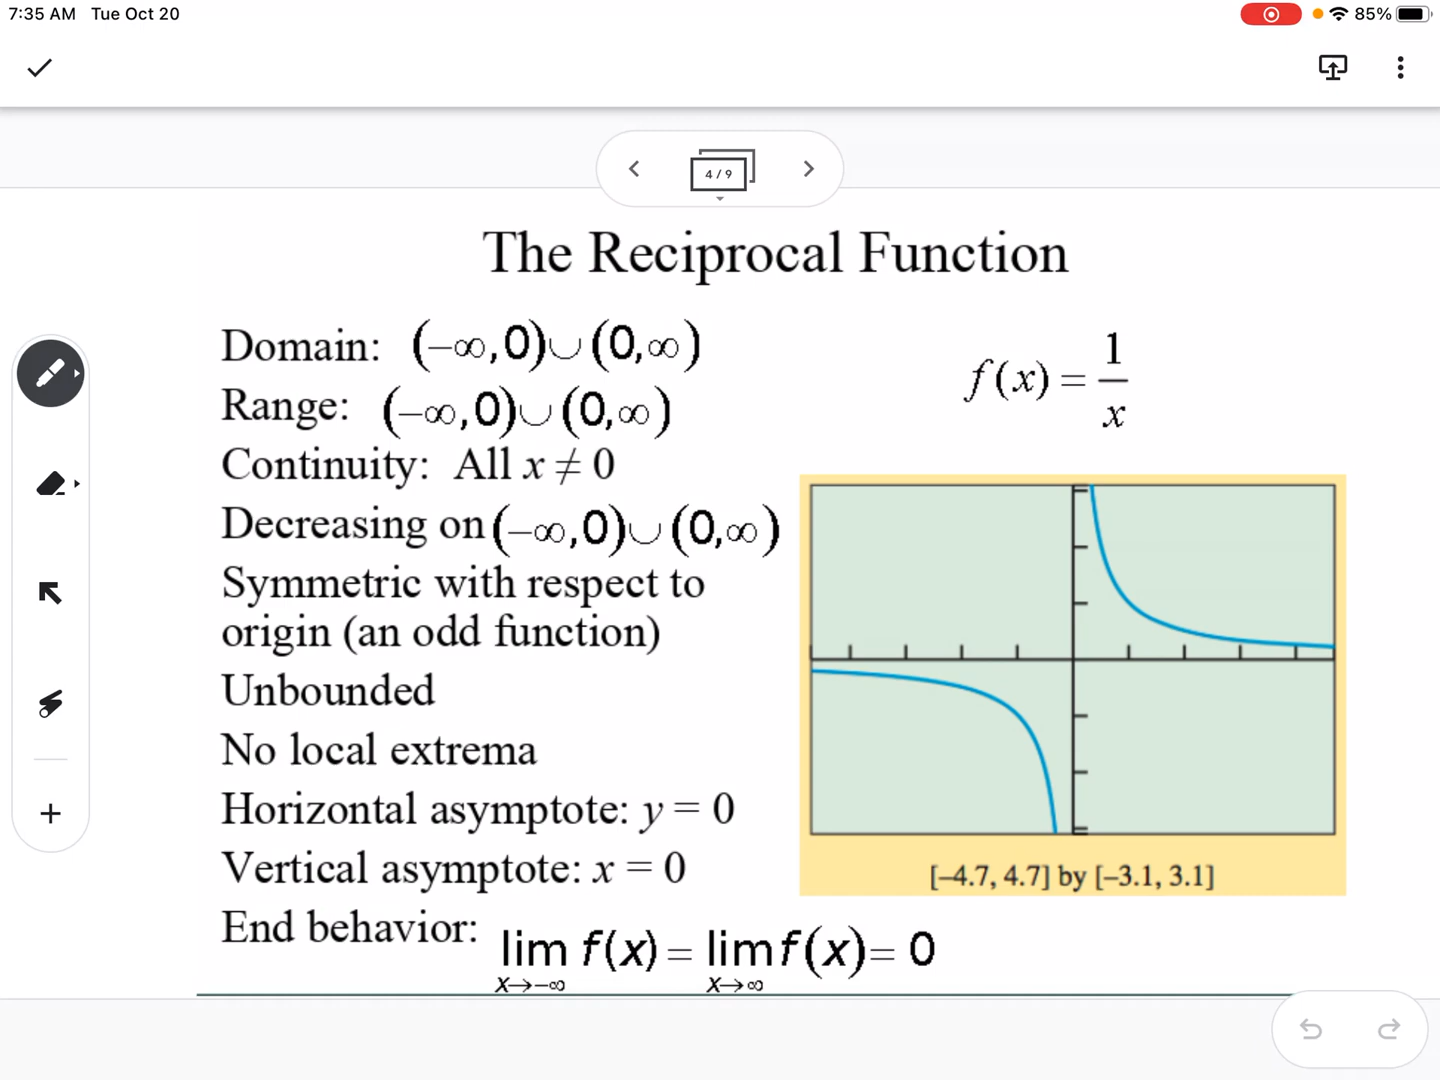 7:35 AM Tue Oct 20
85%
4 / 9
The Reciprocal Function
Domain: (−∞,0)∪(0,∞)
f(x) = 1/x
Range: (−∞,0)∪(0,∞)
Continuity: All x ≠ 0
Decreasing on (−∞,0)∪(0,∞)
Symmetric with respect to
origin (an odd function)
Unbounded
No local extrema
Horizontal asymptote: y = 0
Vertical asymptote: x = 0
[−4.7, 4.7] by [−3.1, 3.1]
End behavior: lim x→−∞ f(x) = lim x→∞ f(x) = 0